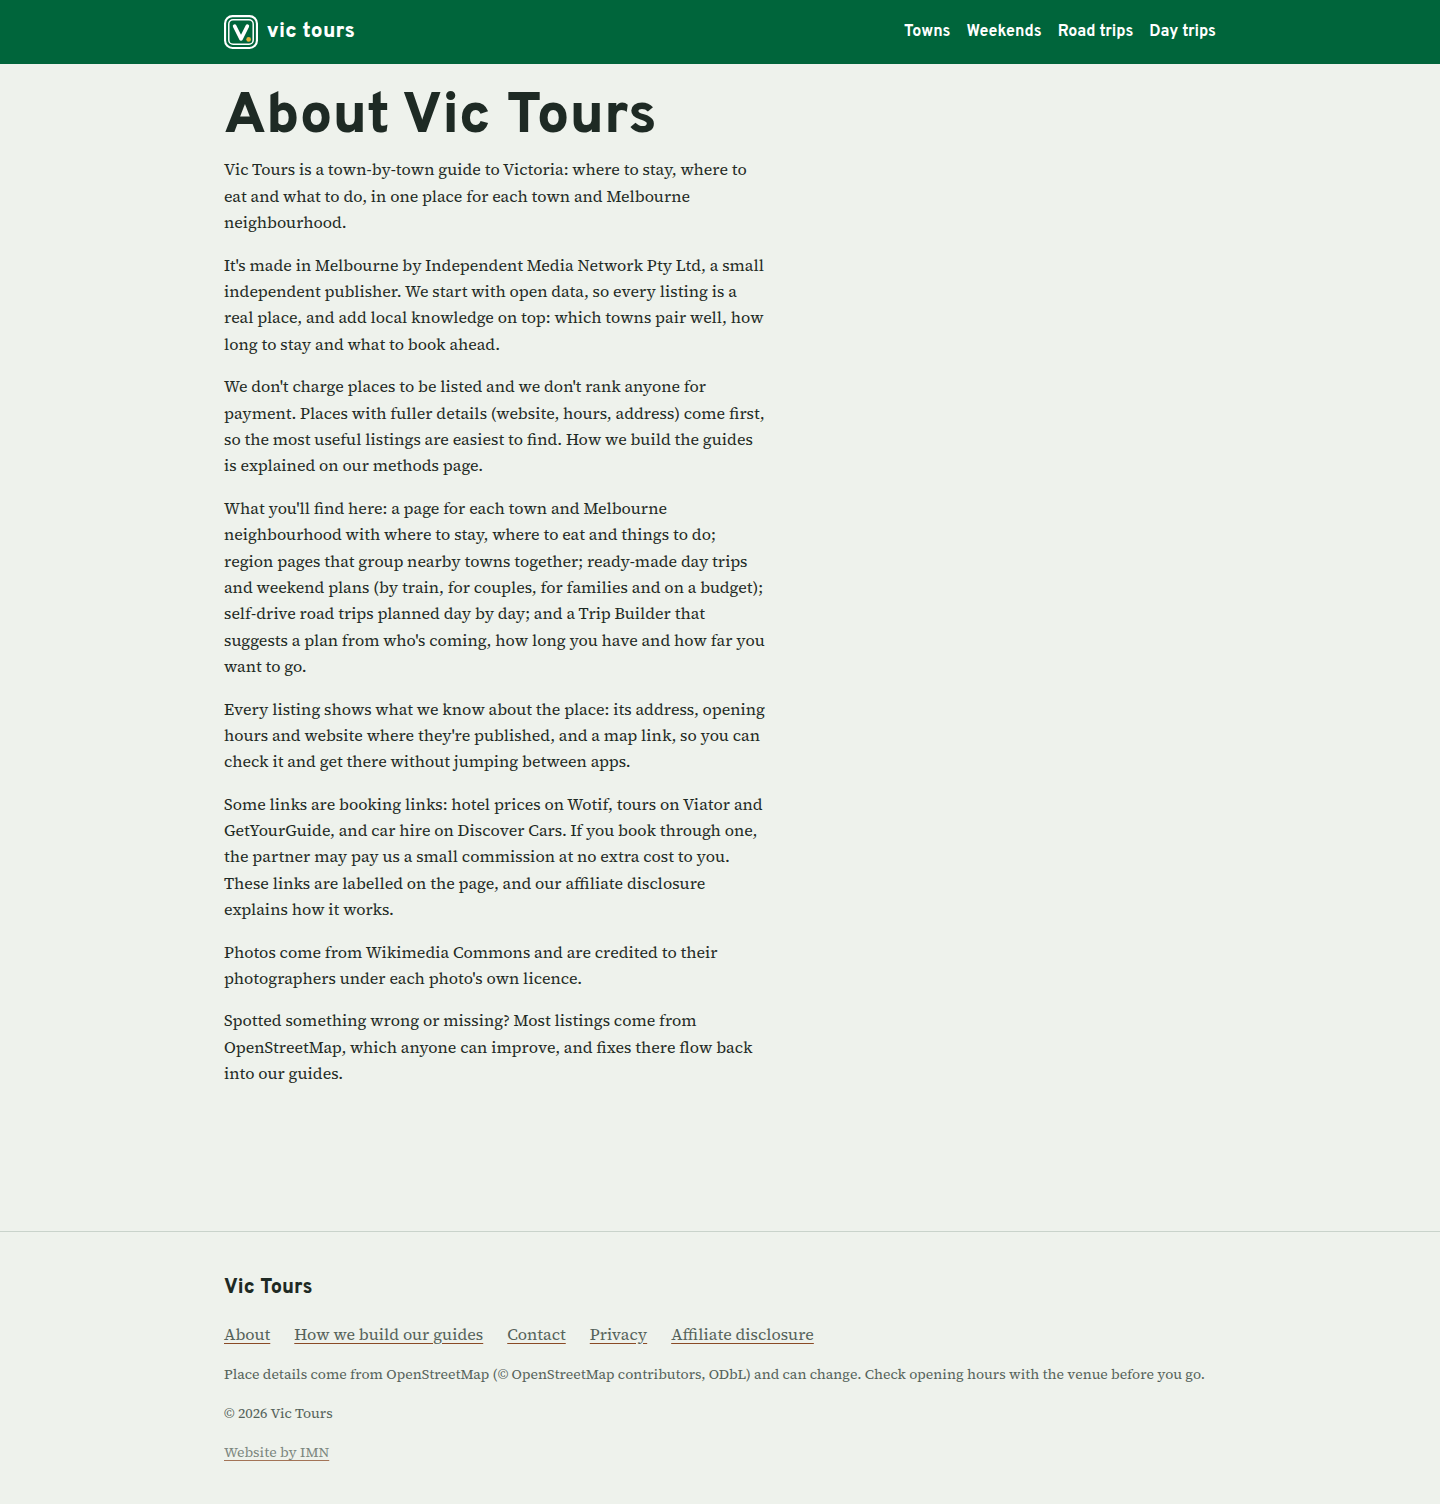 vic tours
Towns Weekends Road trips Day trips
About Vic Tours
Vic Tours is a town-by-town guide to Victoria: where to stay, where to
eat and what to do, in one place for each town and Melbourne
neighbourhood.
It's made in Melbourne by Independent Media Network Pty Ltd, a small
independent publisher. We start with open data, so every listing is a
real place, and add local knowledge on top: which towns pair well, how
long to stay and what to book ahead.
We don't charge places to be listed and we don't rank anyone for
payment. Places with fuller details (website, hours, address) come first,
so the most useful listings are easiest to find. How we build the guides
is explained on our methods page.
What you'll find here: a page for each town and Melbourne
neighbourhood with where to stay, where to eat and things to do;
region pages that group nearby towns together; ready-made day trips
and weekend plans (by train, for couples, for families and on a budget);
self-drive road trips planned day by day; and a Trip Builder that
suggests a plan from who's coming, how long you have and how far you
want to go.
Every listing shows what we know about the place: its address, opening
hours and website where they're published, and a map link, so you can
check it and get there without jumping between apps.
Some links are booking links: hotel prices on Wotif, tours on Viator and
GetYourGuide, and car hire on Discover Cars. If you book through one,
the partner may pay us a small commission at no extra cost to you.
These links are labelled on the page, and our affiliate disclosure
explains how it works.
Photos come from Wikimedia Commons and are credited to their
photographers under each photo's own licence.
Spotted something wrong or missing? Most listings come from
OpenStreetMap, which anyone can improve, and fixes there flow back
into our guides.
Vic Tours
About How we build our guides Contact Privacy Affiliate disclosure
Place details come from OpenStreetMap (© OpenStreetMap contributors, ODbL) and can change. Check opening hours with the venue before you go.
© 2026 Vic Tours
Website by IMN